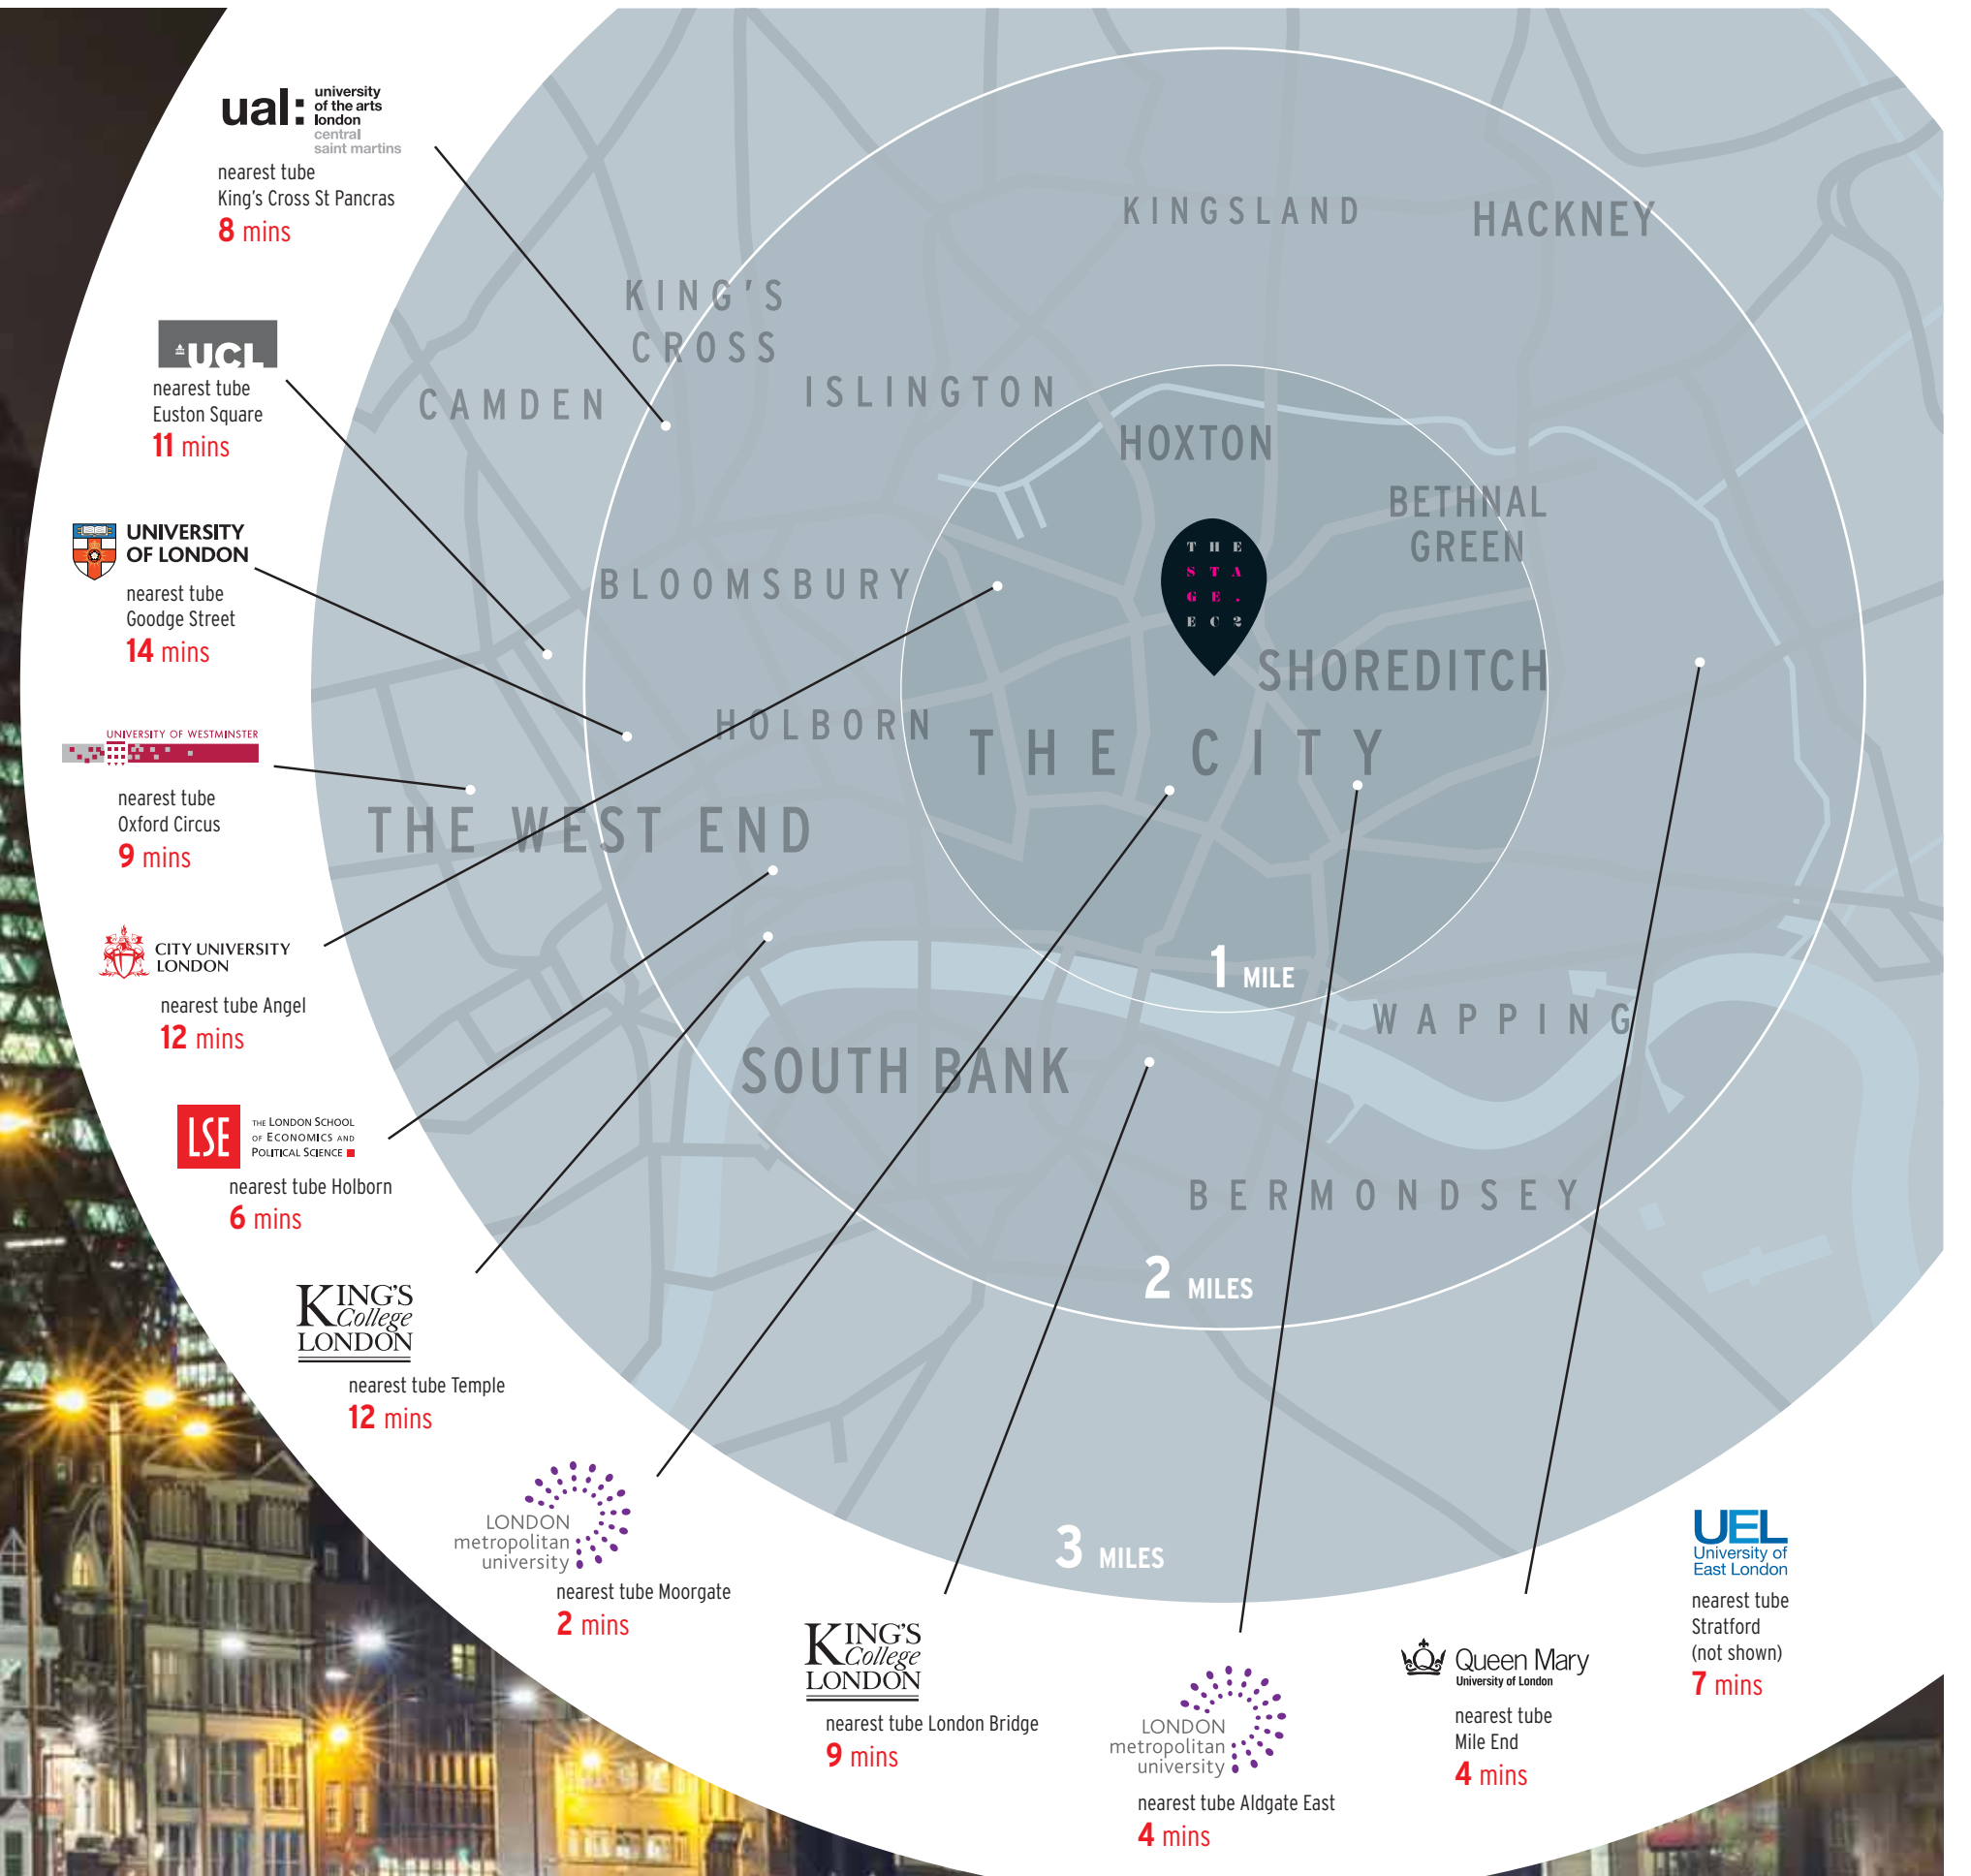 ual:
university
of the arts
london
central
saint martins
nearest tube
King's Cross St Pancras
8 mins
UCL
nearest tube
Euston Square
11 mins
UNIVERSITY
OF LONDON
nearest tube
Goodge Street
14 mins
UNIVERSITY OF WESTMINSTER
nearest tube
Oxford Circus
9 mins
CITY UNIVERSITY
LONDON
nearest tube Angel
12 mins
LSE
THE LONDON SCHOOL
OF ECONOMICS AND
POLITICAL SCIENCE
nearest tube Holborn
6 mins
KING'S
College
LONDON
nearest tube Temple
12 mins
LONDON
metropolitan
university
nearest tube Moorgate
2 mins
KING'S
College
LONDON
nearest tube London Bridge
9 mins
LONDON
metropolitan
university
nearest tube Aldgate East
4 mins
Queen Mary
University of London
nearest tube
Mile End
4 mins
UEL
University of
East London
nearest tube
Stratford
(not shown)
7 mins
KINGSLAND
HACKNEY
KING'S
CROSS
CAMDEN
ISLINGTON
HOXTON
BETHNAL
GREEN
THE
STA
GE.
EC2
BLOOMSBURY
SHOREDITCH
HOLBORN
THE CITY
THE WEST END
1 MILE
WAPPING
SOUTH BANK
BERMONDSEY
2 MILES
3 MILES